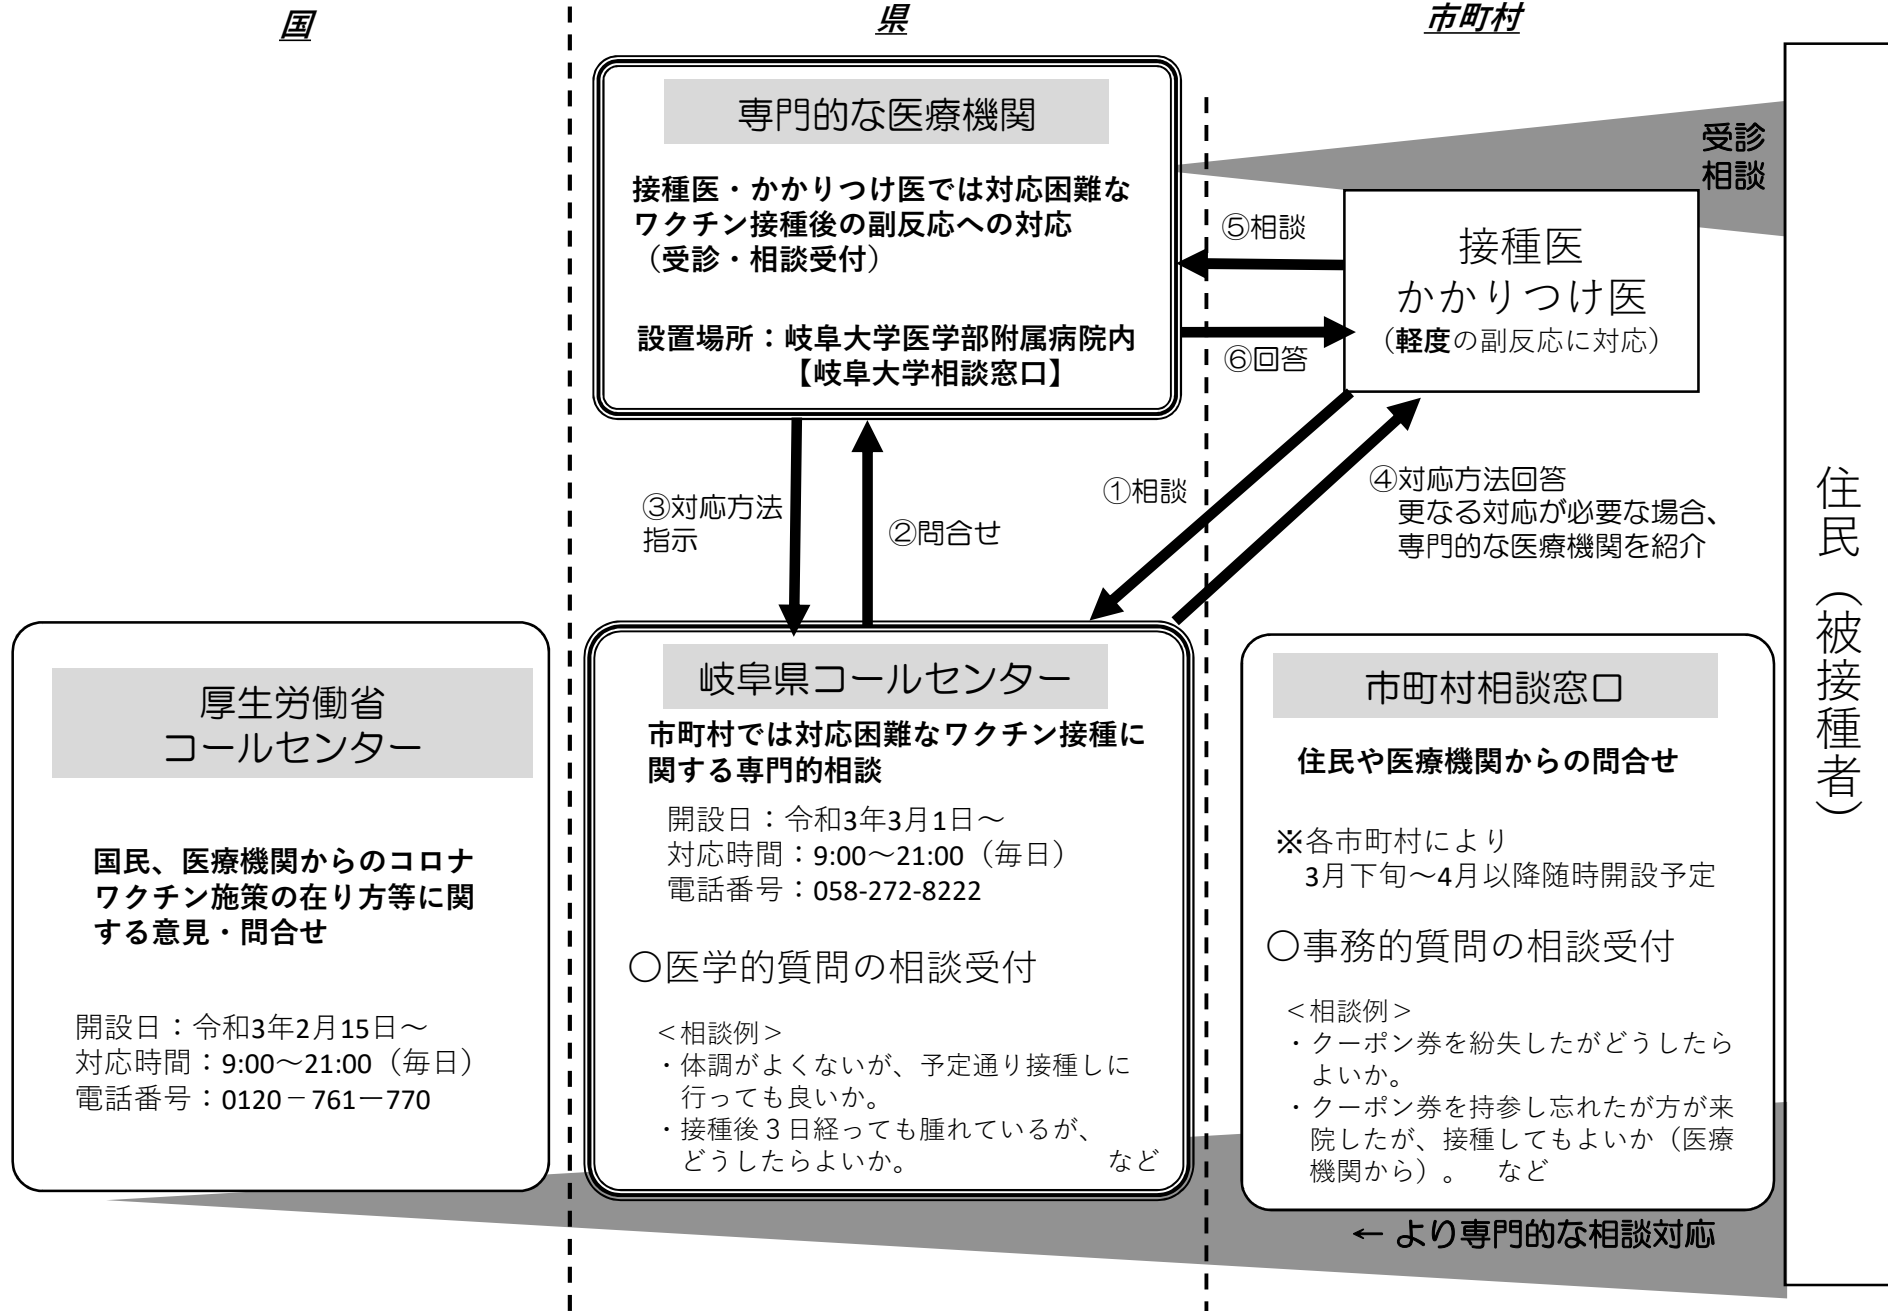 国
県
市町村
専門的な医療機関
接種医・かかりつけ医では対応困難な
ワクチン接種後の副反応への対応
（受診・相談受付）
設置場所：岐阜大学医学部附属病院内
【岐阜大学相談窓口】
受診
相談
⑤相談
⑥回答
接種医
かかりつけ医
（軽度の副反応に対応）
①相談
④対応方法回答
更なる対応が必要な場合、
専門的な医療機関を紹介
③対応方法
指示
②問合せ
住民（被接種者）
厚生労働省
コールセンター
国民、医療機関からのコロナ
ワクチン施策の在り方等に関
する意見・問合せ
開設日：令和3年2月15日～
対応時間：9:00～21:00（毎日）
電話番号：0120－761－770
岐阜県コールセンター
市町村では対応困難なワクチン接種に
関する専門的相談
開設日：令和3年3月1日～
対応時間：9:00～21:00（毎日）
電話番号：058-272-8222
〇医学的質問の相談受付
＜相談例＞
・体調がよくないが、予定通り接種しに
行っても良いか。
・接種後３日経っても腫れているが、
どうしたらよいか。　など
市町村相談窓口
住民や医療機関からの問合せ
※各市町村により
3月下旬～4月以降随時開設予定
〇事務的質問の相談受付
＜相談例＞
・クーポン券を紛失したがどうしたら
よいか。
・クーポン券を持参し忘れたが方が来
院したが、接種してもよいか（医療
機関から）。　など
←より専門的な相談対応